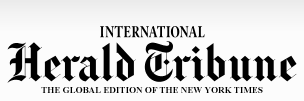 INTERNATIONAL
Herald Tribune
THE GLOBAL EDITION OF THE NEW YORK TIMES